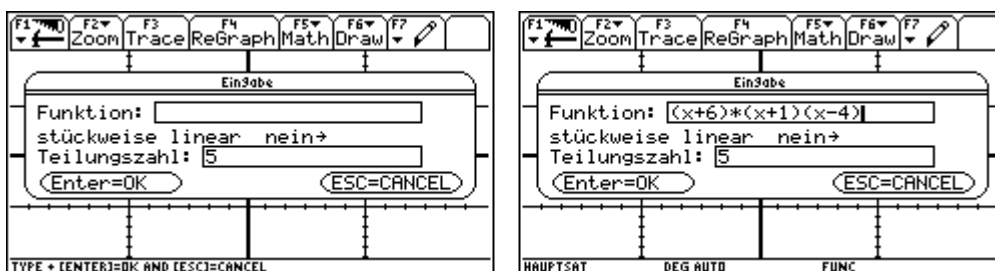 F1 F2 F3 F4 F5 F6 F7
Zoom Trace ReGraph Math Draw
Eingabe
Funktion:
stückweise linear nein→
Teilungszahl: 5
Enter=OK ESC=CANCEL
TYPE + [ENTER]=OK AND [ESC]=CANCEL
F1 F2 F3 F4 F5 F6 F7
Zoom Trace ReGraph Math Draw
Eingabe
Funktion: (x+6)*(x+1)(x-4)
stückweise linear nein→
Teilungszahl: 5
Enter=OK ESC=CANCEL
HAUPTSAT DEG AUTO FUNC